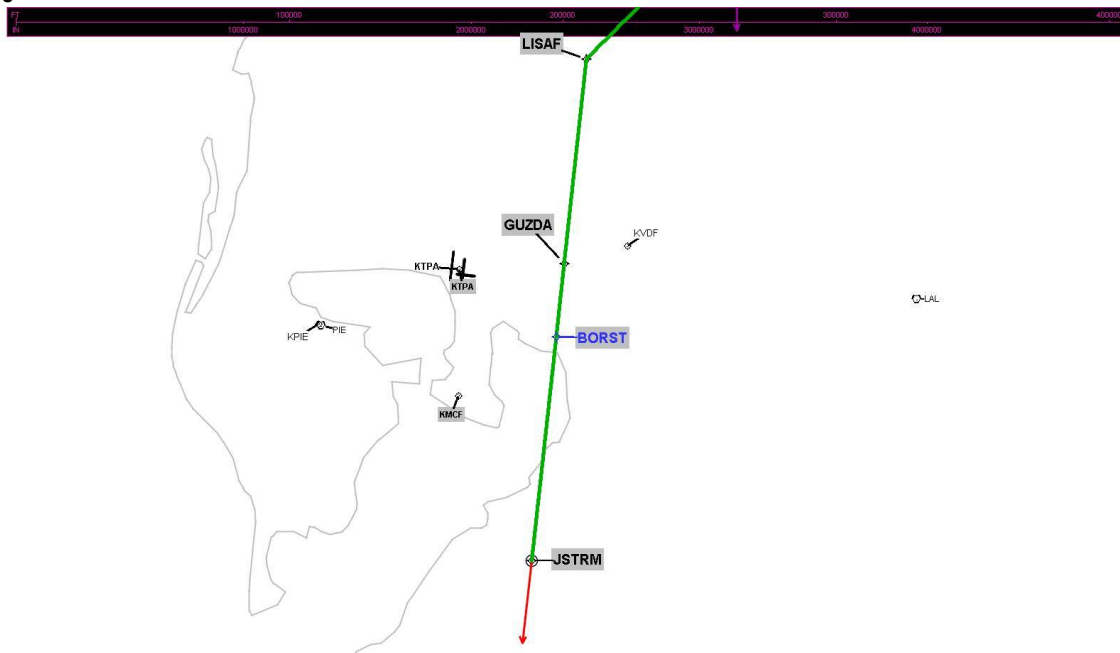 FT 100000 200000 300000 400000
IN 1000000 2000000 3000000 4000000
LISAF
GUZDA
KVDF
KTPA
KTPA
LAL
KPIE PIE
BORST
KMCF
JSTRM